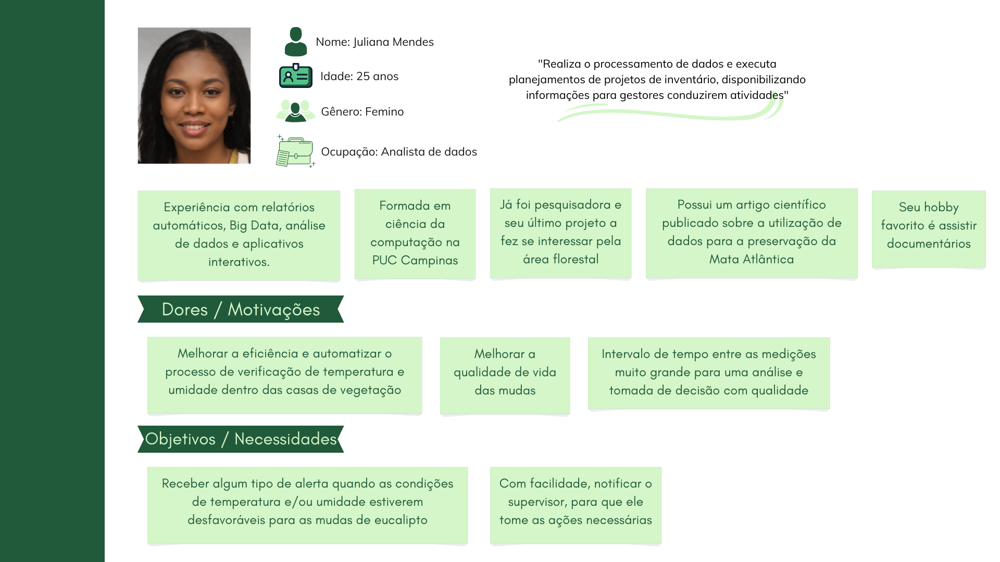 Nome: Juliana Mendes
Idade: 25 anos
Gênero: Femino
Ocupação: Analista de dados
"Realiza o processamento de dados e executa
planejamentos de projetos de inventário, disponibilizando
informações para gestores conduzirem atividades"
Experiência com relatórios
automáticos, Big Data, análise
de dados e aplicativos
interativos.
Formada em
ciência da
computação na
PUC Campinas
Já foi pesquisadora e
seu último projeto a
fez se interessar pela
área florestal
Possui um artigo científico
publicado sobre a utilização de
dados para a preservação da
Mata Atlântica
Seu hobby
favorito é assistir
documentários
Dores / Motivações
Melhorar a eficiência e automatizar o
processo de verificação de temperatura e
umidade dentro das casas de vegetação
Melhorar a
qualidade de vida
das mudas
Intervalo de tempo entre as medições
muito grande para uma análise e
tomada de decisão com qualidade
Objetivos / Necessidades
Receber algum tipo de alerta quando as condições
de temperatura e/ou umidade estiverem
desfavoráveis para as mudas de eucalipto
Com facilidade, notificar o
supervisor, para que ele
tome as ações necessárias